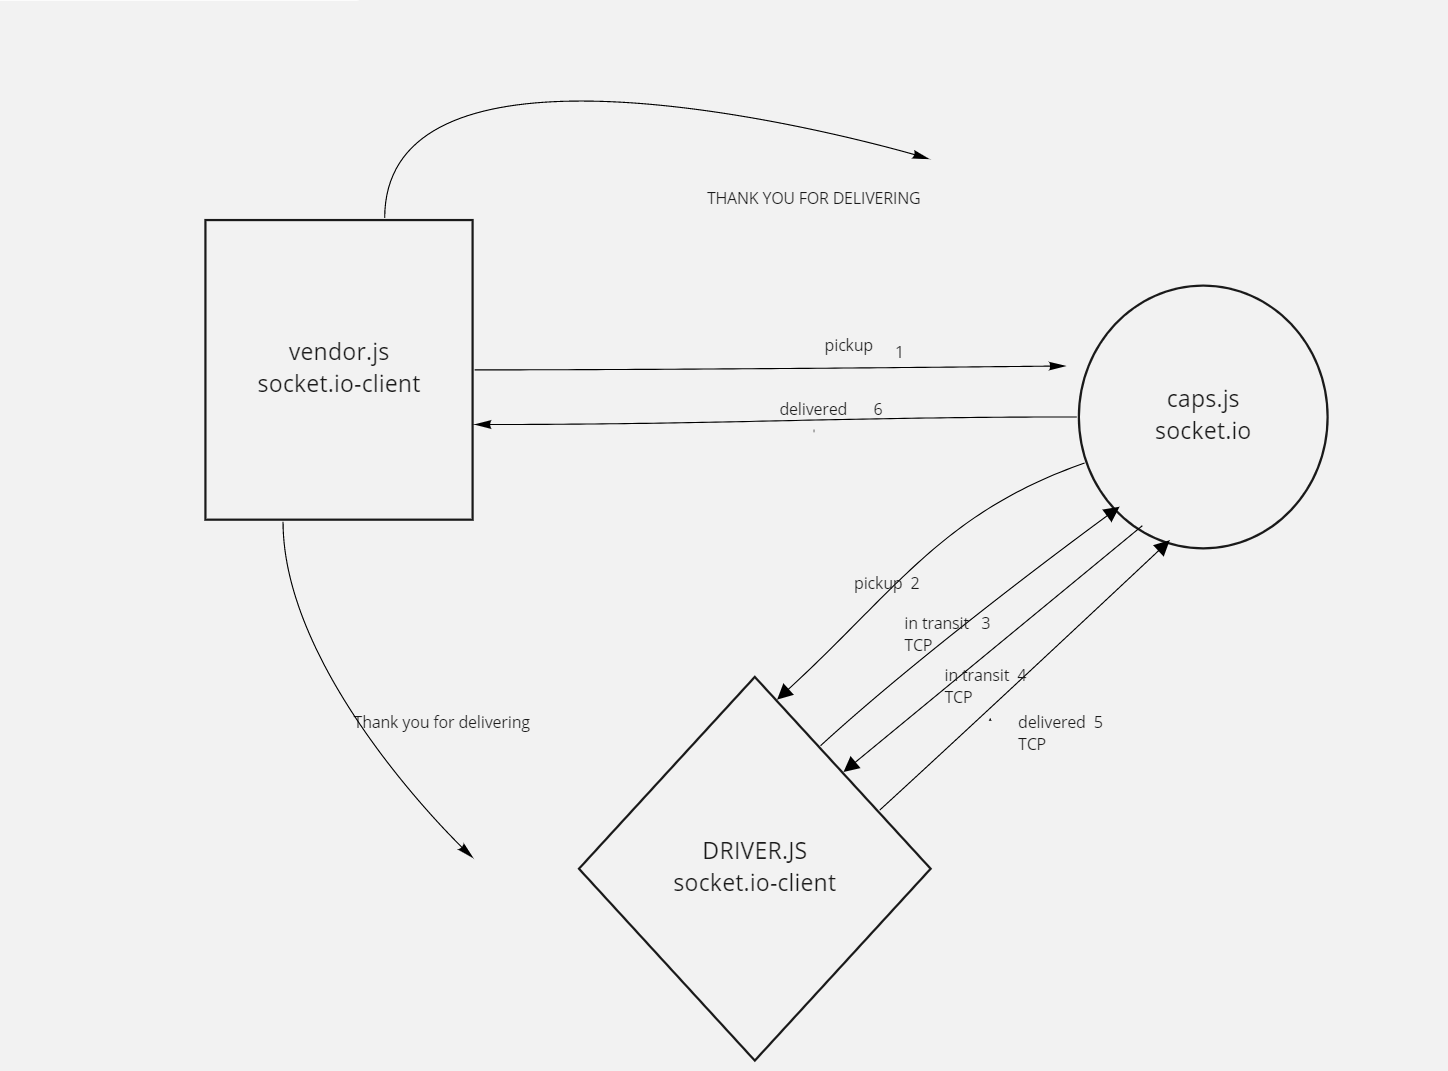 THANK YOU FOR DELIVERING
vendor.js
socket.io-client
pickup 1
delivered 6
caps.js
socket.io
pickup 2
in transit 3
TCP
in transit 4
TCP
delivered 5
TCP
Thank you for delivering
DRIVER.JS
socket.io-client